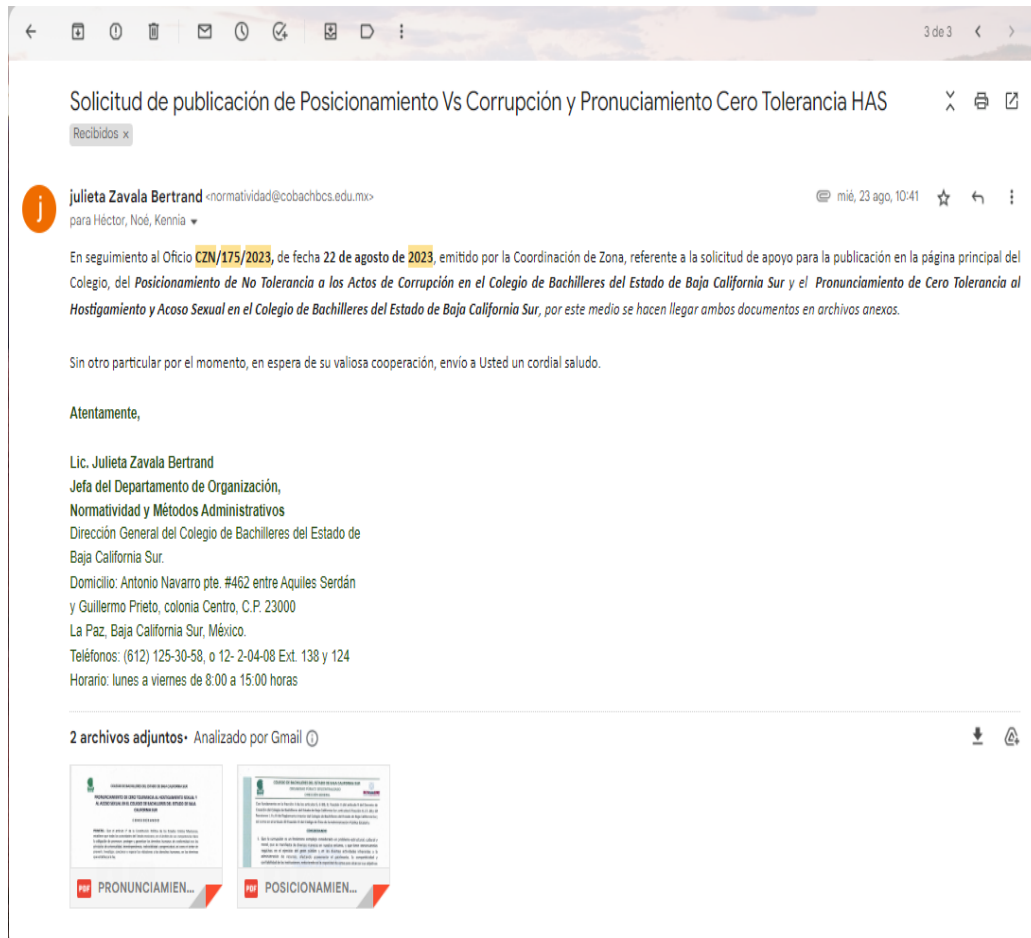 3 de 3
Solicitud de publicación de Posicionamiento Vs Corrupción y Pronuciamiento Cero Tolerancia HAS
Recibidos x
j
julieta Zavala Bertrand <normatividad@cobachbcs.edu.mx>
mié, 23 ago, 10:41
para Héctor, Noé, Kennia
En seguimiento al Oficio CZN/175/2023, de fecha 22 de agosto de 2023, emitido por la Coordinación de Zona, referente a la solicitud de apoyo para la publicación en la página principal del
Colegio, del Posicionamiento de No Tolerancia a los Actos de Corrupción en el Colegio de Bachilleres del Estado de Baja California Sur y el Pronunciamiento de Cero Tolerancia al
Hostigamiento y Acoso Sexual en el Colegio de Bachilleres del Estado de Baja California Sur, por este medio se hacen llegar ambos documentos en archivos anexos.
Sin otro particular por el momento, en espera de su valiosa cooperación, envío a Usted un cordial saludo.
Atentamente,
Lic. Julieta Zavala Bertrand
Jefa del Departamento de Organización,
Normatividad y Métodos Administrativos
Dirección General del Colegio de Bachilleres del Estado de
Baja California Sur.
Domicilio: Antonio Navarro pte. #462 entre Aquiles Serdán
y Guillermo Prieto, colonia Centro, C.P. 23000
La Paz, Baja California Sur, México.
Teléfonos: (612) 125-30-58, o 12- 2-04-08 Ext. 138 y 124
Horario: lunes a viernes de 8:00 a 15:00 horas
2 archivos adjuntos• Analizado por Gmail
PDF PRONUNCIAMIEN...
PDF POSICIONAMIEN...